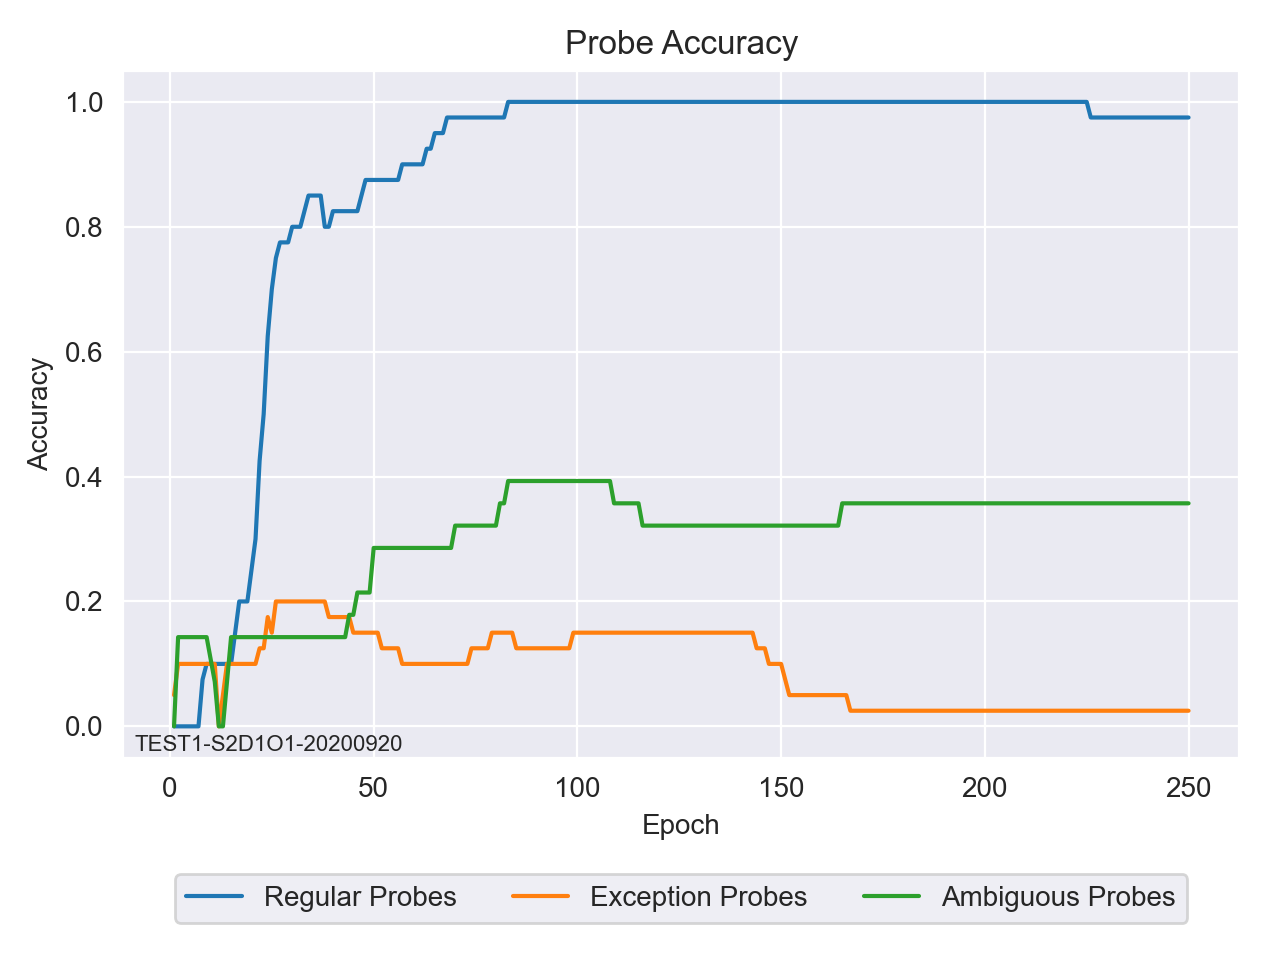 Probe Accuracy
Accuracy
1.0
0.8
0.6
0.4
0.2
0.0
TEST1-S2D1O1-20200920
0 50 100 150 200 250
Epoch
Regular Probes Exception Probes Ambiguous Probes